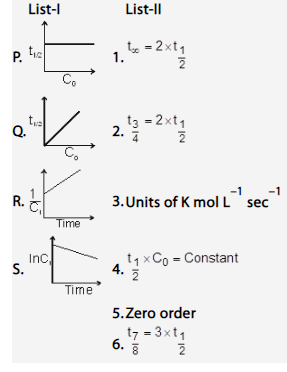 List-I List-II
P. t1/2 C0 1. t∞ = 2×t1/2
Q. t1/2 C0 2. t3/4 = 2×t1/2
R. 1/Ct Time 3. Units of K mol L⁻¹ sec⁻¹
S. lnCt Time 4. t1/2 × C0 = Constant
5. Zero order
6. t7/8 = 3×t1/2